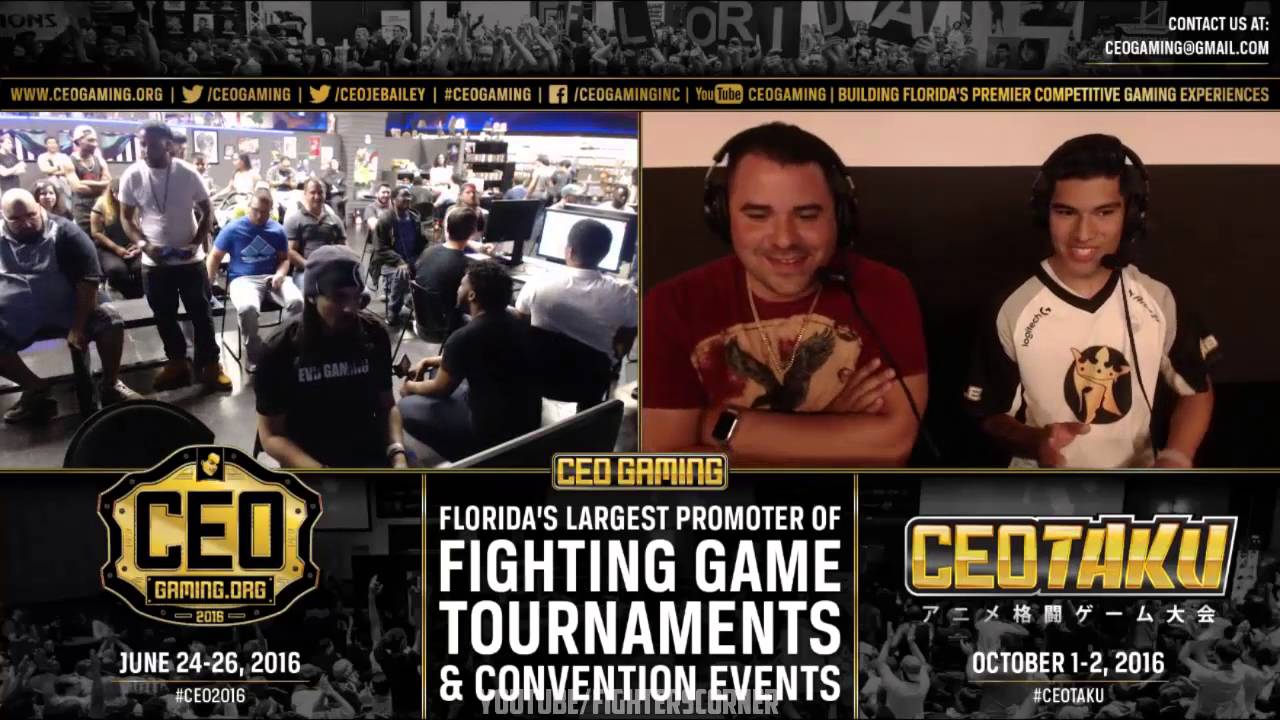 IONS
FLORIDA
CONTACT US AT:
CEOGAMING@GMAIL.COM
WWW.CEOGAMING.ORG | /CEOGAMING | /CEOJEBAILEY | #CEOGAMING | /CEOGAMINGINC | YouTube CEOGAMING | BUILDING FLORIDA'S PREMIER COMPETITIVE GAMING EXPERIENCES
EVIL GAMING
logitech G
CEO GAMING
CEO
GAMING.ORG
2016
JUNE 24-26, 2016
#CEO2016
FLORIDA'S LARGEST PROMOTER OF
FIGHTING GAME
TOURNAMENTS
& CONVENTION EVENTS
YOUTUBE/FIGHTERSCORNER
CEOTAKU
アニメ格闘ゲーム大会
OCTOBER 1-2, 2016
#CEOTAKU